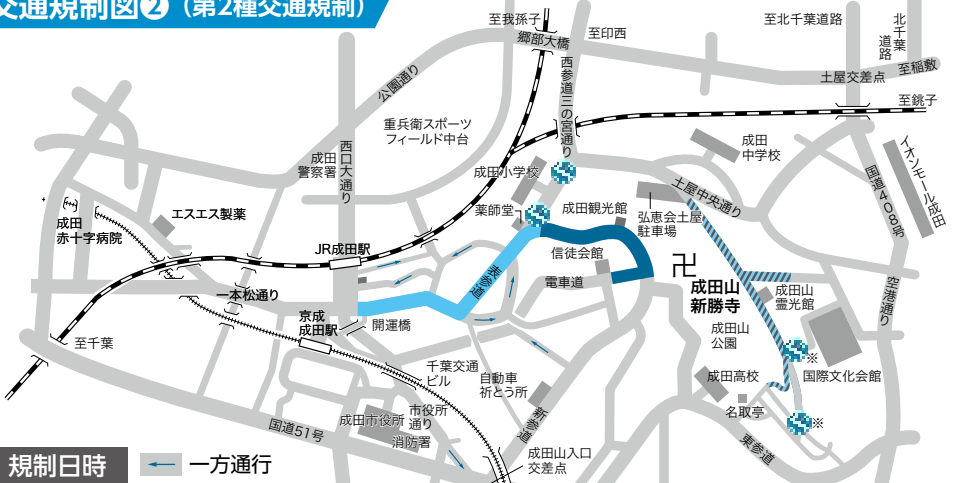 交通規制図❷（第2種交通規制）
至我孫子
郷部大橋
至印西
至北千葉道路
北千葉
道路
至稲敷
土屋交差点
至銚子
公園通り
西参道三の宮通り
重兵衛スポーツ
フィールド中台
成田
中学校
イオンモール成田
国道408号
成田
警察署
西口大通り
成田小学校
土屋中央通り
薬師堂
成田観光館
弘恵会土屋
駐車場
エスエス製薬
成田
赤十字病院
JR成田駅
信徒会館
卍
電車道
表参道
成田山
新勝寺
成田山
霊光館
空港通り
一本松通り
京成
成田駅
開運橋
成田山
公園
至千葉
※
国際文化会館
千葉交通
ビル
自動車
祈とう所
成田高校
名取亭
※
新参道
東参道
国道51号
成田市役所
市役所
通り
消防署
成田山入口
交差点
規制日時
一方通行